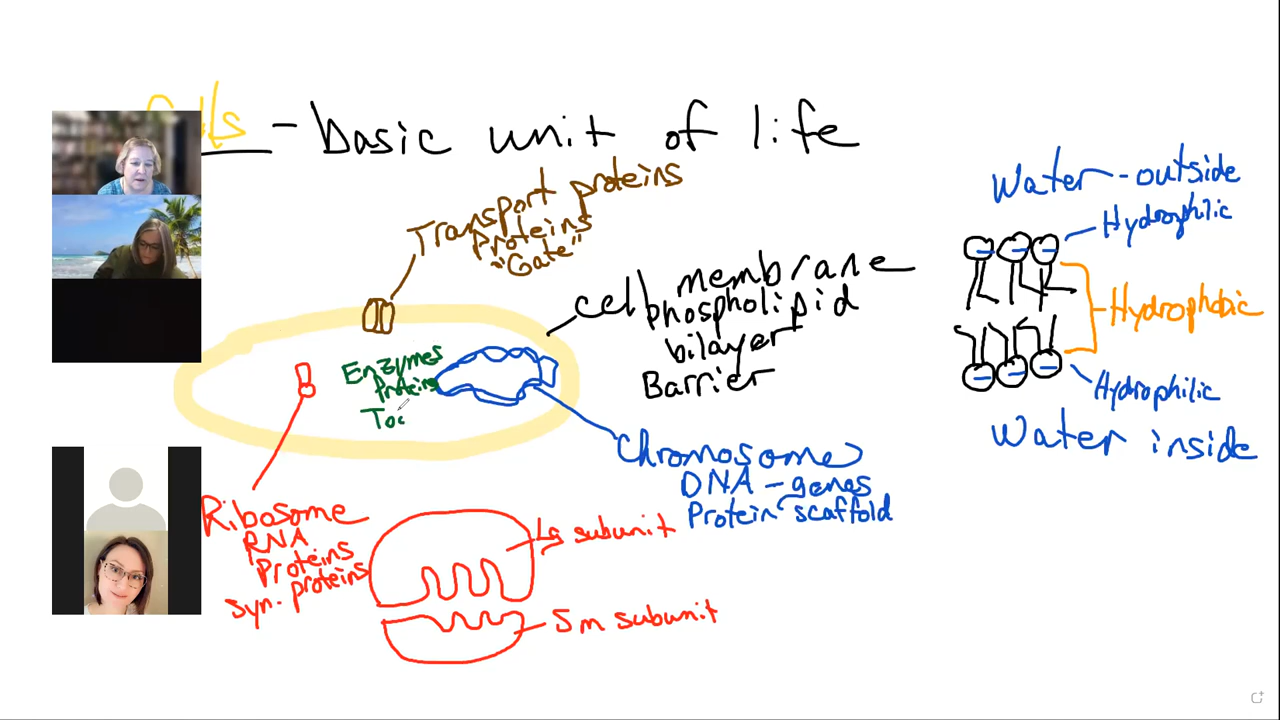 Cells - basic unit of life
Transport proteins
Proteins
"Gate"
cell membrane
phospholipid
bilayer
Barrier
Enzymes
Proteins
Too
Chromosome
DNA - genes
Protein scaffold
Ribosome
RNA
Proteins
Syn. proteins
Lg subunit
Sm subunit
Water - outside
Hydrophilic
Hydrophobic
Hydrophilic
Water inside